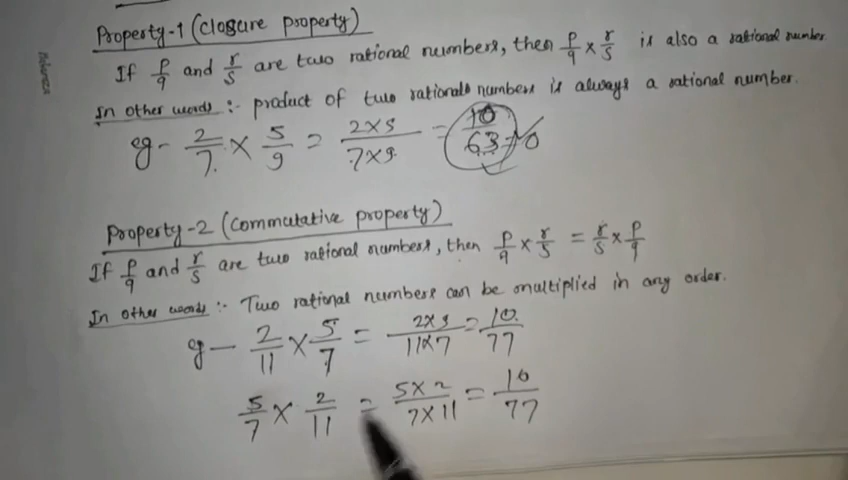 Property-1 (closure property)
If p/q and r/s are two rational numbers, then p/q × r/s is also a rational number
In other words :- product of two rational numbers is always a rational number.
eg - 2/7 × 5/9 = 2×5/7×9 = 10/63 ≠0
Property-2 (Commutative property)
If p/q and r/s are two rational numbers, then p/q × r/s = r/s × p/q
In other words :- Two rational numbers can be multiplied in any order.
eg - 2/11 × 5/7 = 2×5/11×7 = 10/77
5/7 × 2/11 = 5×2/7×11 = 10/77